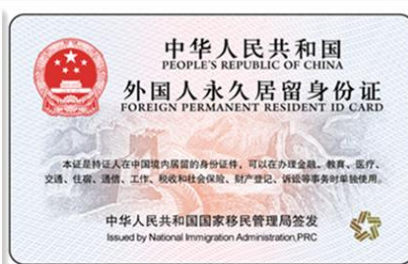 中华人民共和国
PEOPLE'S REPUBLIC OF CHINA
外国人永久居留身份证
FOREIGN PERMANENT RESIDENT ID CARD
本证是持证人在中国境内居留的身份证件，可以在办理金融、教育、医疗、
交通、住宿、通信、工作、税收和社会保险、财产登记、诉讼等事务时单独使用。
中华人民共和国国家移民管理局签发
Issued by National Immigration Administration,PRC